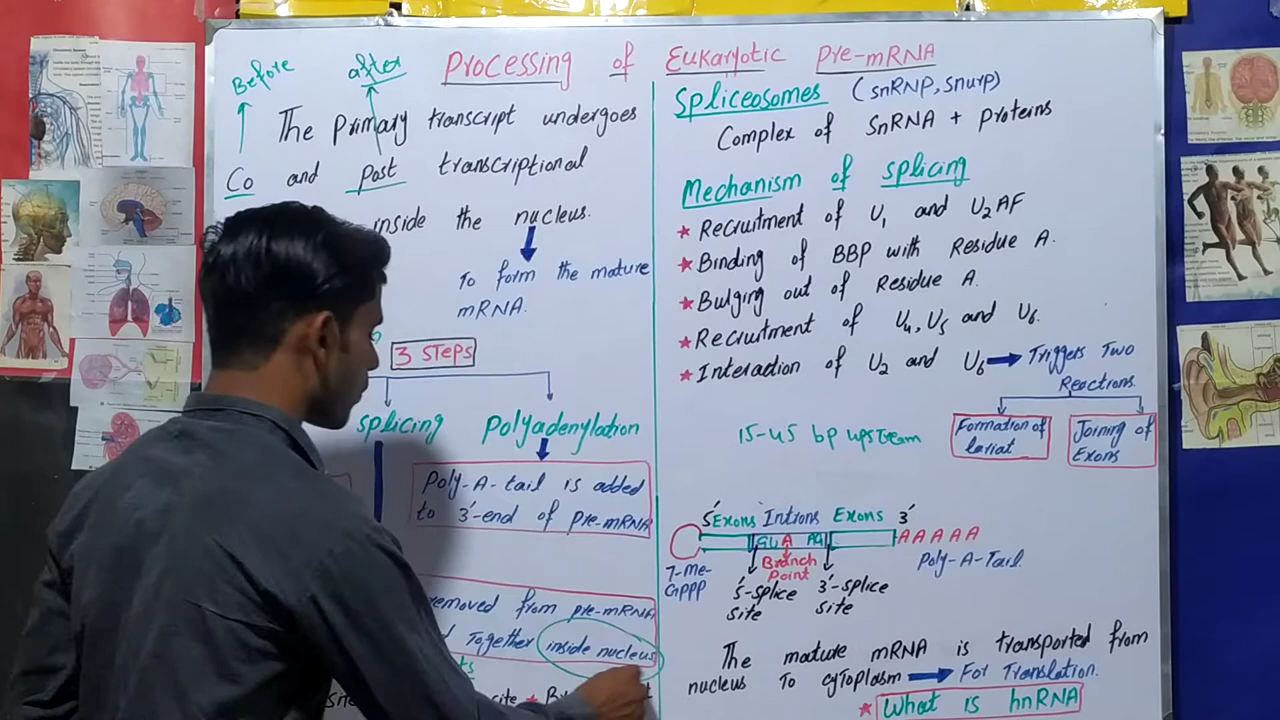 Processing of Eukaryotic Pre-mRNA
Before after
The Primary transcript undergoes
Co and Post transcriptional
inside the nucleus.
To form the mature
mRNA.
3 STEPS
splicing Polyadenylation
Poly-A-tail is added
to 3'-end of Pre-mRNA
removed from pre-mRNA
Together inside nucleus
Spliceosomes (snRNP, snurp)
Complex of SnRNA + Proteins
Mechanism of splicing
★ Recruitment of U1 and U2AF
★ Binding of BBP with Residue A.
★ Bulging out of Residue A.
★ Recruitment of U4, U5 and U6.
★ Interaction of U2 and U6 → Triggers Two
Reactions
Formation of
lariat
Joining of
Exons
15-45 bp upstream
5' Exons Introns Exons 3'
GU A AG AAAAA
7-Me-
GPPP
Branch
Point
Poly-A-Tail
5'-splice
site
3'-splice
site
The mature mRNA is transported from
nucleus To cytoplasm → For Translation.
★ What is hnRNA